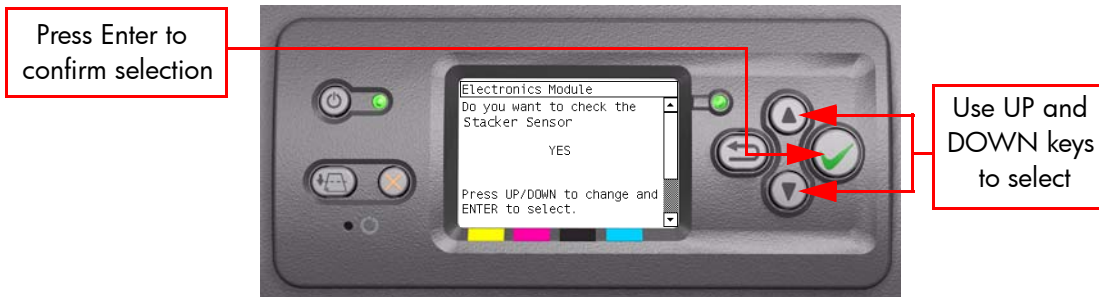 Press Enter to
confirm selection
Electronics Module
Do you want to check the
Stacker Sensor
YES
Press UP/DOWN to change and
ENTER to select.
Use UP and
DOWN keys
to select